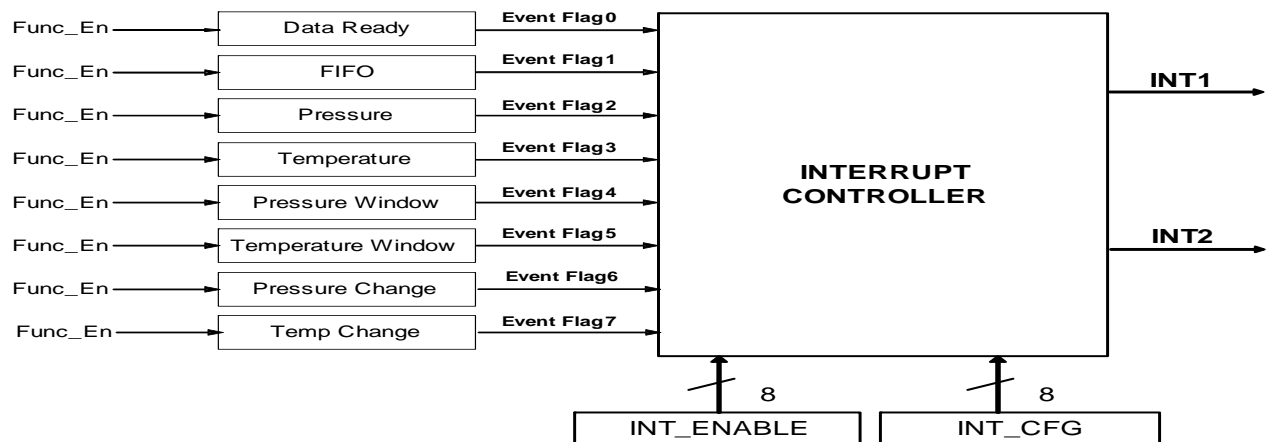 Func_En Data Ready Event Flag0
Func_En FIFO Event Flag1
Func_En Pressure Event Flag2
Func_En Temperature Event Flag3
Func_En Pressure Window Event Flag4
Func_En Temperature Window Event Flag5
Func_En Pressure Change Event Flag6
Func_En Temp Change Event Flag7
INTERRUPT
CONTROLLER
INT1
INT2
8 8
INT_ENABLE INT_CFG